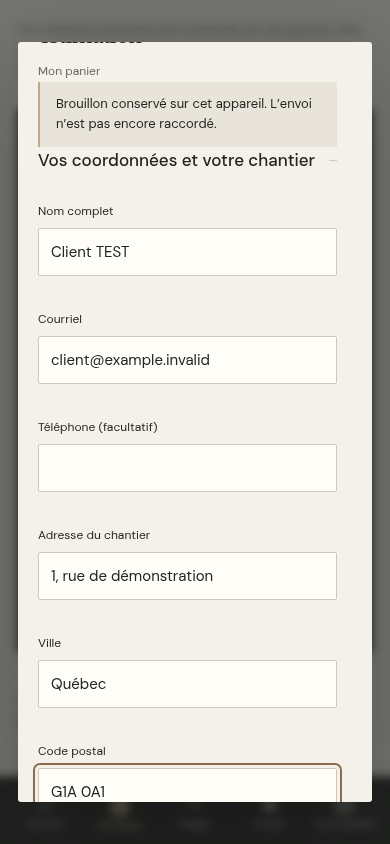 Mon panier
Brouillon conservé sur cet appareil. L’envoi
n’est pas encore raccordé.
Vos coordonnées et votre chantier
Nom complet
Client TEST
Courriel
client@example.invalid
Téléphone (facultatif)
Adresse du chantier
1, rue de démonstration
Ville
Québec
Code postal
G1A 0A1